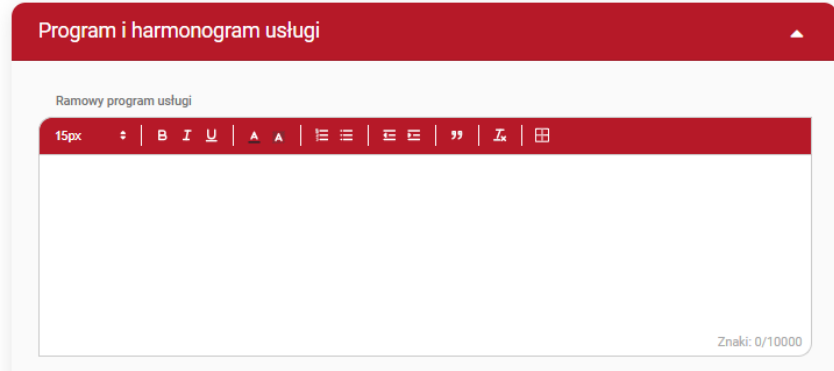 Program i harmonogram usługi
Ramowy program usługi
15px B I U A A
Znaki: 0/10000